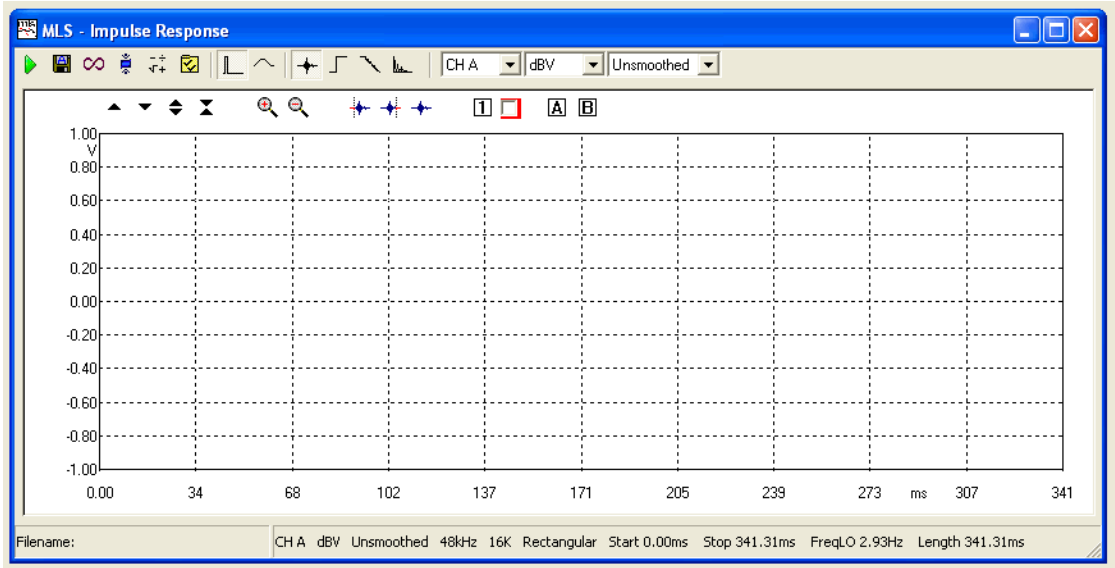 MLS - Impulse Response
CH A dBV Unsmoothed
1 A B
1.00
V
0.80
0.60
0.40
0.20
0.00
-0.20
-0.40
-0.60
-0.80
-1.00
0.00 34 68 102 137 171 205 239 273 ms 307 341
Filename: CH A dBV Unsmoothed 48kHz 16K Rectangular Start 0.00ms Stop 341.31ms FreqLO 2.93Hz Length 341.31ms